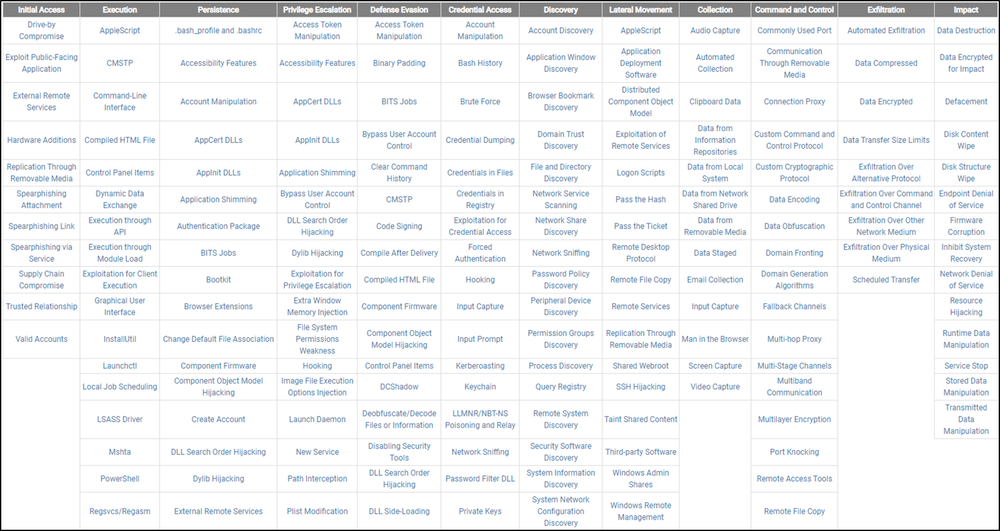 Initial Access Execution Persistence Privilege Escalation Defense Evasion Credential Access Discovery Lateral Movement Collection Command and Control Exfiltration Impact
Drive-by Compromise AppleScript .bash_profile and .bashrc Access Token Manipulation Access Token Manipulation Account Manipulation Account Discovery AppleScript Audio Capture Commonly Used Port Automated Exfiltration Data Destruction
Exploit Public-Facing Application CMSTP Accessibility Features Accessibility Features Binary Padding Bash History Application Window Discovery Application Deployment Software Automated Collection Communication Through Removable Media Data Compressed Data Encrypted for Impact
External Remote Services Command-Line Interface Account Manipulation AppCert DLLs BITS Jobs Brute Force Browser Bookmark Discovery Distributed Component Object Model Clipboard Data Connection Proxy Data Encrypted Defacement
Hardware Additions Compiled HTML File AppCert DLLs AppInit DLLs Bypass User Account Control Credential Dumping Domain Trust Discovery Exploitation of Remote Services Data from Information Repositories Custom Command and Control Protocol Data Transfer Size Limits Disk Content Wipe
Replication Through Removable Media Control Panel Items AppInit DLLs Application Shimming Clear Command History Credentials in Files File and Directory Discovery Logon Scripts Data from Local System Custom Cryptographic Protocol Exfiltration Over Alternative Protocol Disk Structure Wipe
Spearphishing Attachment Dynamic Data Exchange Application Shimming Bypass User Account Control CMSTP Credentials in Registry Network Service Scanning Pass the Hash Data from Network Shared Drive Data Encoding Exfiltration Over Command and Control Channel Endpoint Denial of Service
Spearphishing Link Execution through API Authentication Package DLL Search Order Hijacking Code Signing Exploitation for Credential Access Network Share Discovery Pass the Ticket Data from Removable Media Data Obfuscation Exfiltration Over Other Network Medium Firmware Corruption
Spearphishing via Service Execution through Module Load BITS Jobs Dylib Hijacking Compile After Delivery Forced Authentication Network Sniffing Remote Desktop Protocol Data Staged Domain Fronting Exfiltration Over Physical Medium Inhibit System Recovery
Supply Chain Compromise Exploitation for Client Execution Bootkit Exploitation for Privilege Escalation Compiled HTML File Hooking Password Policy Discovery Remote File Copy Email Collection Domain Generation Algorithms Scheduled Transfer Network Denial of Service
Trusted Relationship Graphical User Interface Browser Extensions Extra Window Memory Injection Component Firmware Input Capture Peripheral Device Discovery Remote Services Input Capture Fallback Channels Resource Hijacking
Valid Accounts InstallUtil Change Default File Association File System Permissions Weakness Component Object Model Hijacking Input Prompt Permission Groups Discovery Replication Through Removable Media Man in the Browser Multi-hop Proxy Runtime Data Manipulation
Launchctl Component Firmware Hooking Control Panel Items Kerberoasting Process Discovery Shared Webroot Screen Capture Multi-Stage Channels Service Stop
Local Job Scheduling Component Object Model Hijacking Image File Execution Options Injection DCShadow Keychain Query Registry SSH Hijacking Video Capture Multiband Communication Stored Data Manipulation
LSASS Driver Create Account Launch Daemon Deobfuscate/Decode Files or Information LLMNR/NBT-NS Poisoning and Relay Remote System Discovery Taint Shared Content Multilayer Encryption Transmitted Data Manipulation
Mshta DLL Search Order Hijacking New Service Disabling Security Tools Network Sniffing Security Software Discovery Third-party Software Port Knocking
PowerShell Dylib Hijacking Path Interception DLL Search Order Hijacking Password Filter DLL System Information Discovery Windows Admin Shares Remote Access Tools
Regsvcs/Regasm External Remote Services Plist Modification DLL Side-Loading Private Keys System Network Configuration Discovery Windows Remote Management Remote File Copy